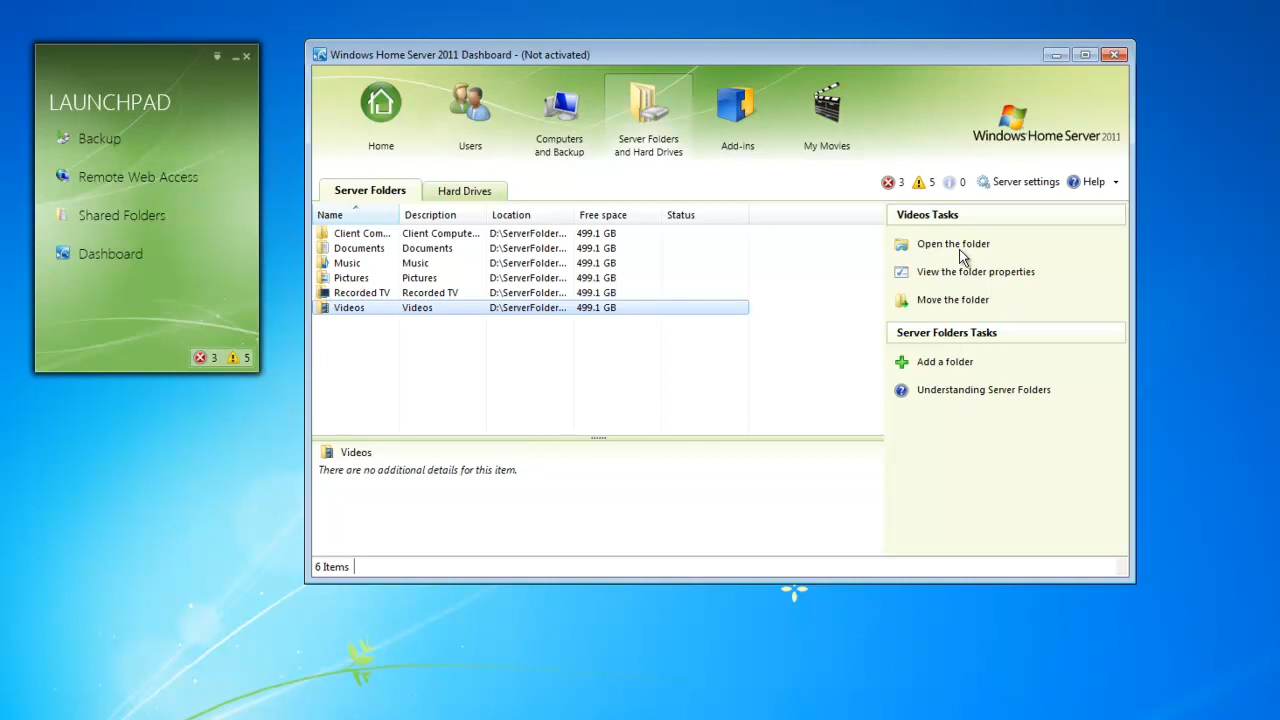 Windows Home Server 2011 Dashboard - (Not activated)
LAUNCHPAD
Backup
Remote Web Access
Shared Folders
Dashboard
3 5
Home
Users
Computers
and Backup
Server Folders
and Hard Drives
Add-ins
My Movies
Windows Home Server 2011
Server Folders
Hard Drives
3 5 0 Server settings Help
Name Description Location Free space Status
Client Com... Client Compute... D:\ServerFolder... 499.1 GB
Documents Documents D:\ServerFolder... 499.1 GB
Music Music D:\ServerFolder... 499.1 GB
Pictures Pictures D:\ServerFolder... 499.1 GB
Recorded TV Recorded TV D:\ServerFolder... 499.1 GB
Videos Videos D:\ServerFolder... 499.1 GB
Videos Tasks
Open the folder
View the folder properties
Move the folder
Server Folders Tasks
Add a folder
Understanding Server Folders
Videos
There are no additional details for this item.
6 Items